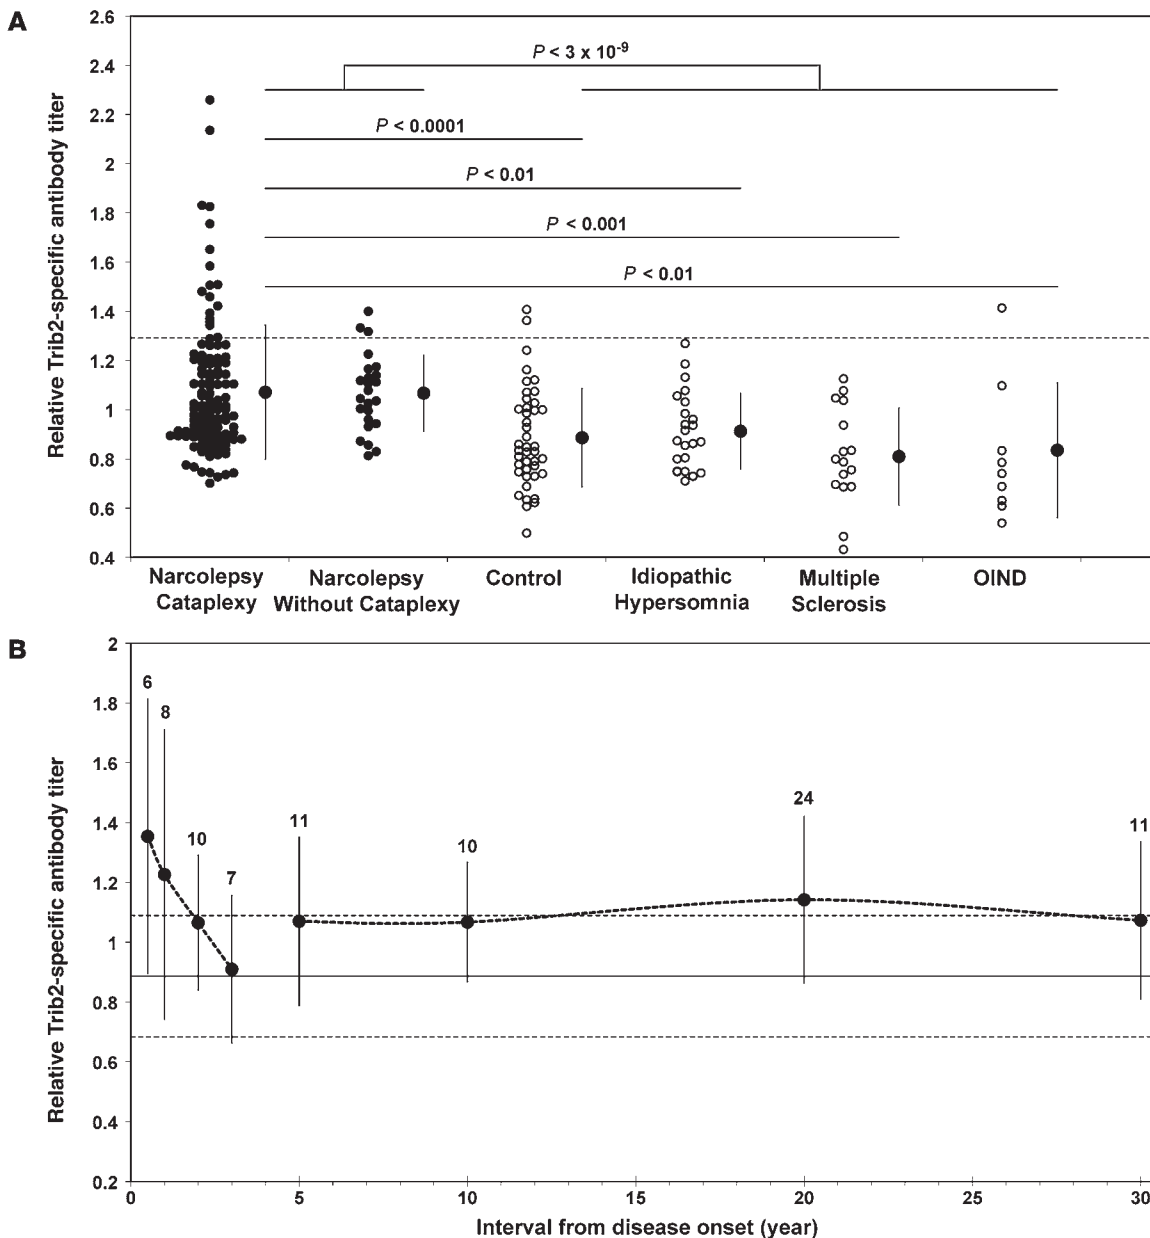 A
2.6
2.4
2.2
2
1.8
1.6
1.4
1.2
1
0.8
0.6
0.4
Relative Trib2-specific antibody titer
P < 3 x 10-9
P < 0.0001
P < 0.01
P < 0.001
P < 0.01
Narcolepsy
Cataplexy
Narcolepsy
Without Cataplexy
Control
Idiopathic
Hypersomnia
Multiple
Sclerosis
OIND
B
2
1.8
1.6
1.4
1.2
1
0.8
0.6
0.4
0.2
Relative Trib2-specific antibody titer
6
8
10
7
11
10
24
11
0
5
10
15
20
25
30
Interval from disease onset (year)